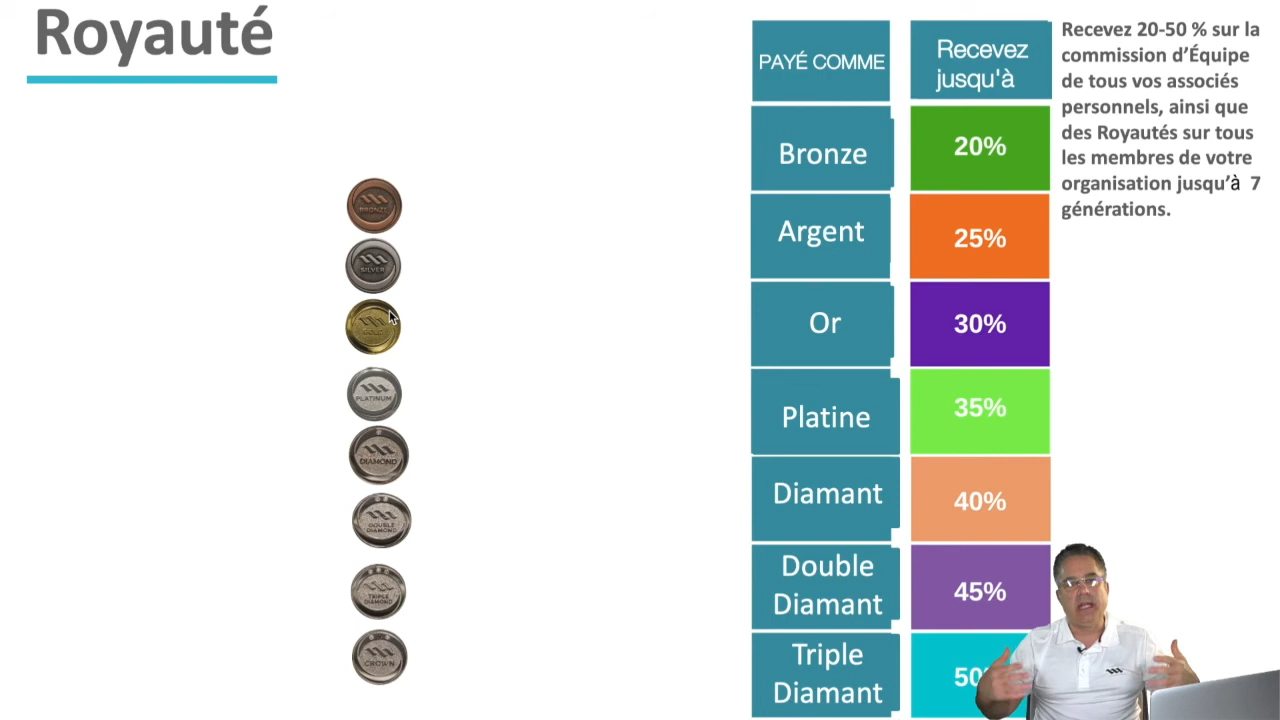 Royauté
BRONZE
SILVER
GOLD
PLATINUM
DIAMOND
DOUBLE
DIAMOND
TRIPLE
DIAMOND
CROWN
PAYÉ COMME
Recevez
jusqu'à
Bronze
20%
Argent
25%
Or
30%
Platine
35%
Diamant
40%
Double
Diamant
45%
Triple
Diamant
50
Recevez 20-50 % sur la
commission d’Équipe
de tous vos associés
personnels, ainsi que
des Royautés sur tous
les membres de votre
organisation jusqu’à 7
générations.